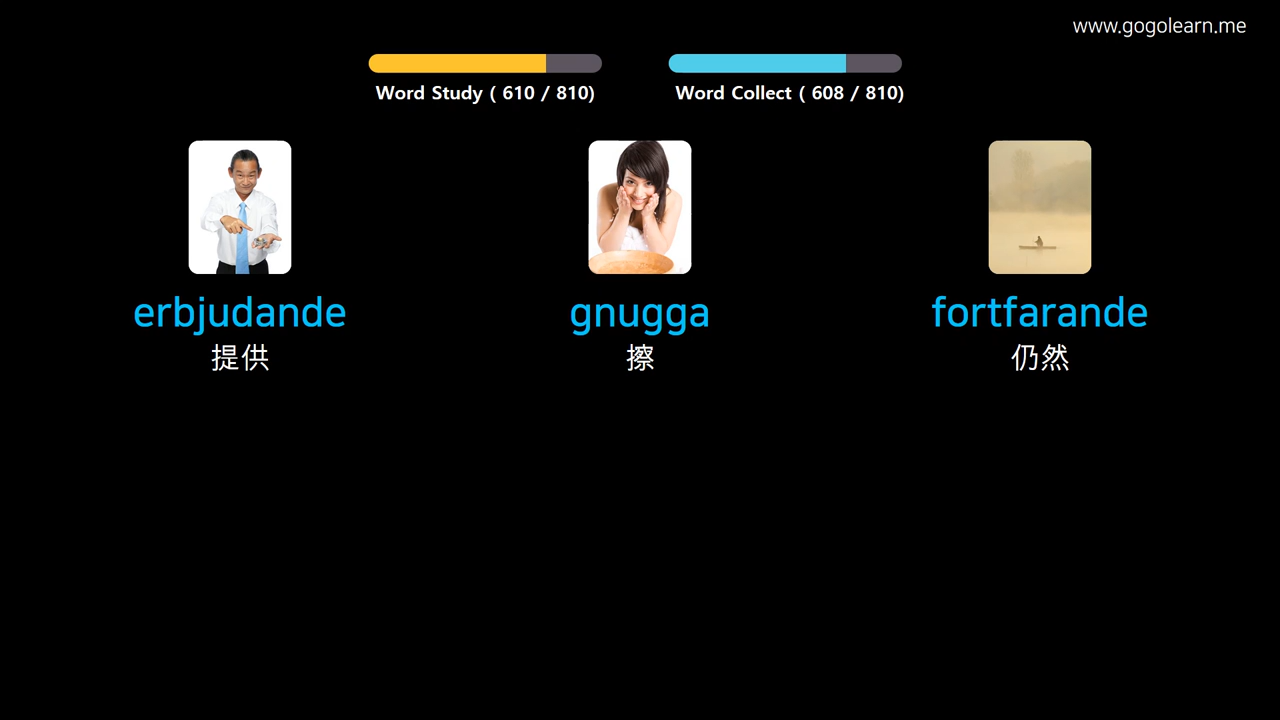 www.gogolearn.me
Word Study ( 610 / 810)
Word Collect ( 608 / 810)
erbjudande
提供
gnugga
擦
fortfarande
仍然